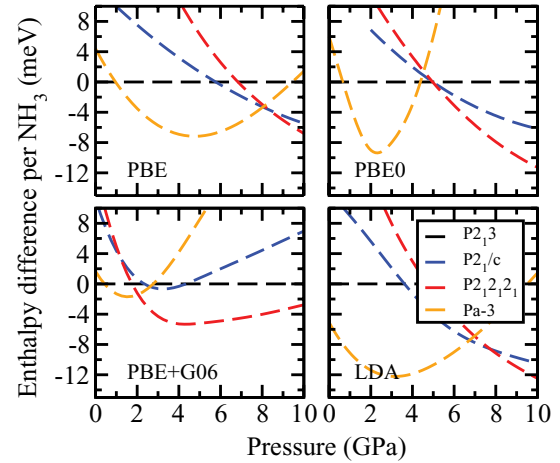 Enthalpy difference per NH₃ (meV)
8
4
0
-4
-8
-12
PBE
PBE0
8
4
0
-4
-8
-12
PBE+G06
LDA
P2₁3
P2₁/c
P2₁2₁2₁
Pa-3
0 2 4 6 8 10
0 2 4 6 8 10
Pressure (GPa)